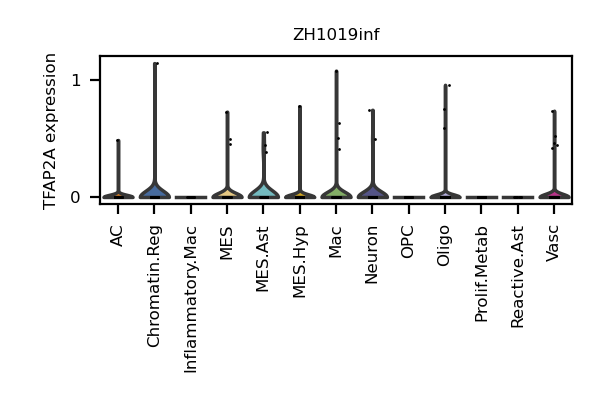 ZH1019inf
TFAP2A expression
1
0
AC
Chromatin.Reg
Inflammatory.Mac
MES
MES.Ast
MES.Hyp
Mac
Neuron
OPC
Oligo
Prolif.Metab
Reactive.Ast
Vasc